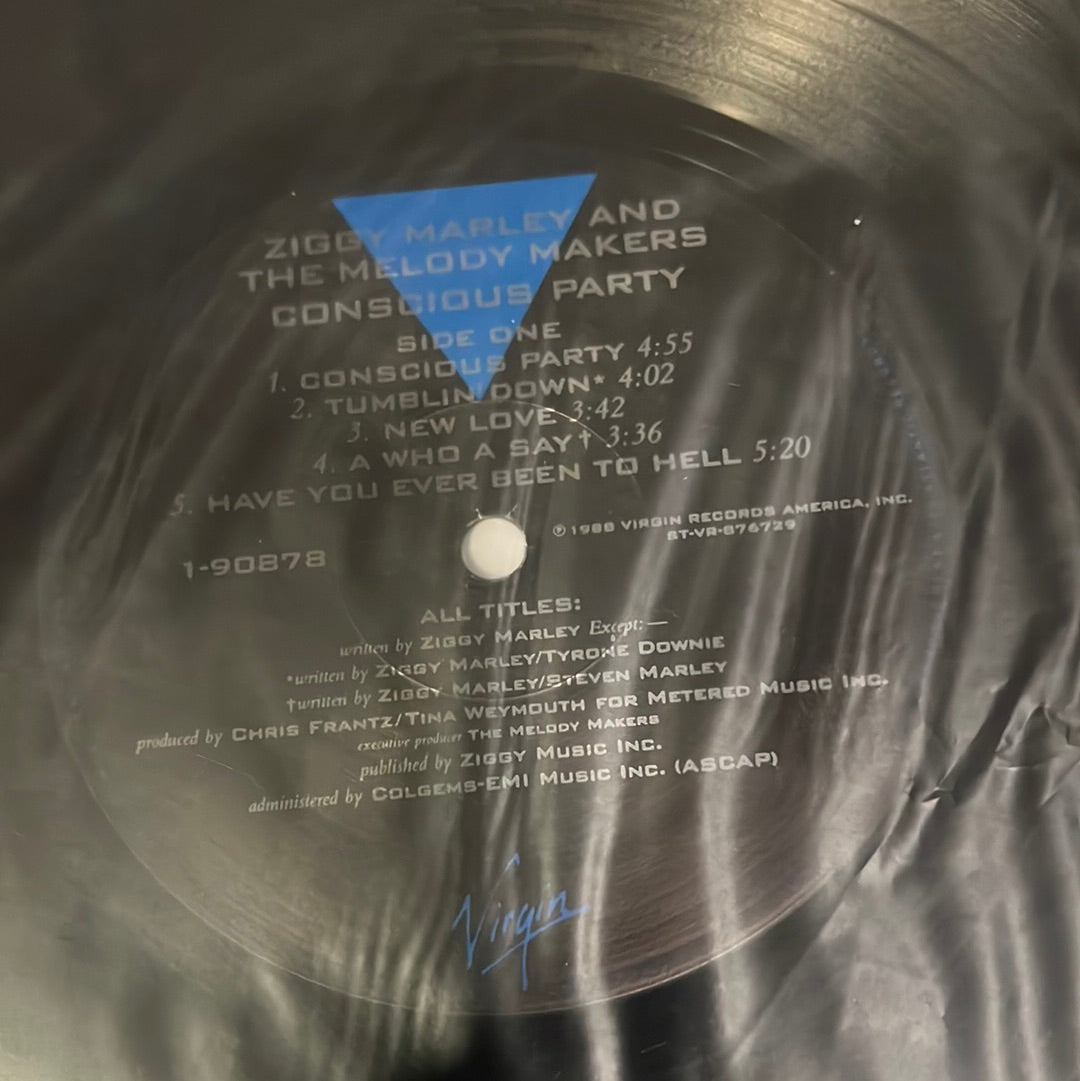 ZIGGY MARLEY AND
THE MELODY MAKERS
CONSCIOUS PARTY
SIDE ONE
1. CONSCIOUS PARTY 4:55
2. TUMBLIN' DOWN* 4:02
3. NEW LOVE 3:42
4. A WHO A SAY† 3:36
5. HAVE YOU EVER BEEN TO HELL 5:20
℗1988 VIRGIN RECORDS AMERICA, INC.
ST-VR-876729
1-90878
ALL TITLES:
written by ZIGGY MARLEY Except:—
*written by ZIGGY MARLEY/TYRONE DOWNIE
†written by ZIGGY MARLEY/STEVEN MARLEY
produced by CHRIS FRANTZ/TINA WEYMOUTH FOR METERED MUSIC INC.
executive producer THE MELODY MAKERS
published by ZIGGY MUSIC INC.
administered by COLGEMS-EMI MUSIC INC. (ASCAP)
Virgin